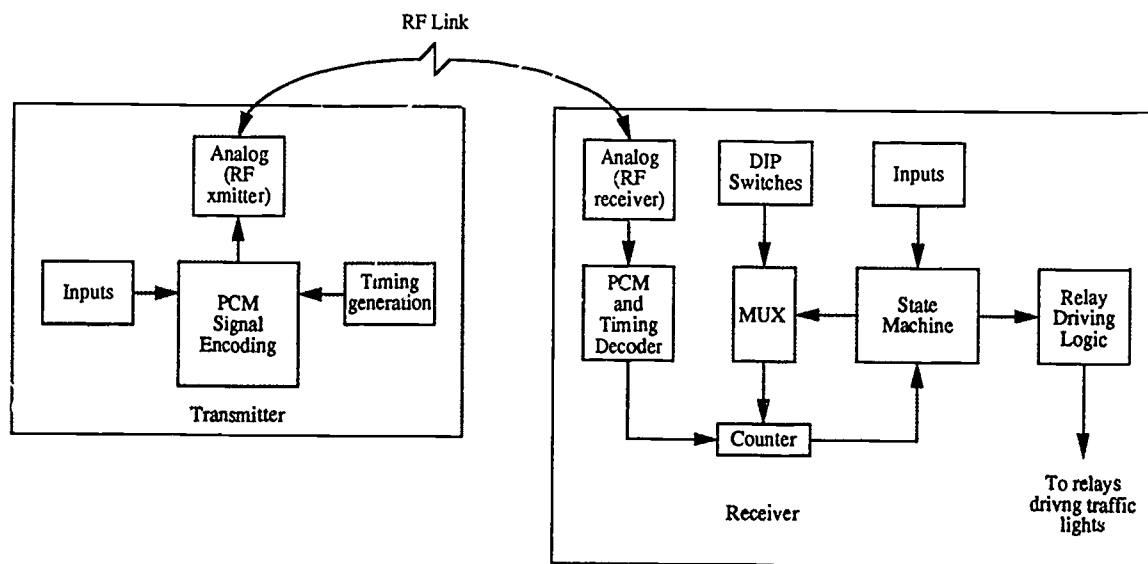 RF Link
Analog
(RF
xmitter)
Inputs
PCM
Signal
Encoding
Timing
generation
Transmitter
Analog
(RF
receiver)
DIP
Switches
Inputs
PCM
and
Timing
Decoder
MUX
State
Machine
Relay
Driving
Logic
Counter
To relays
drivng traffic
lights
Receiver